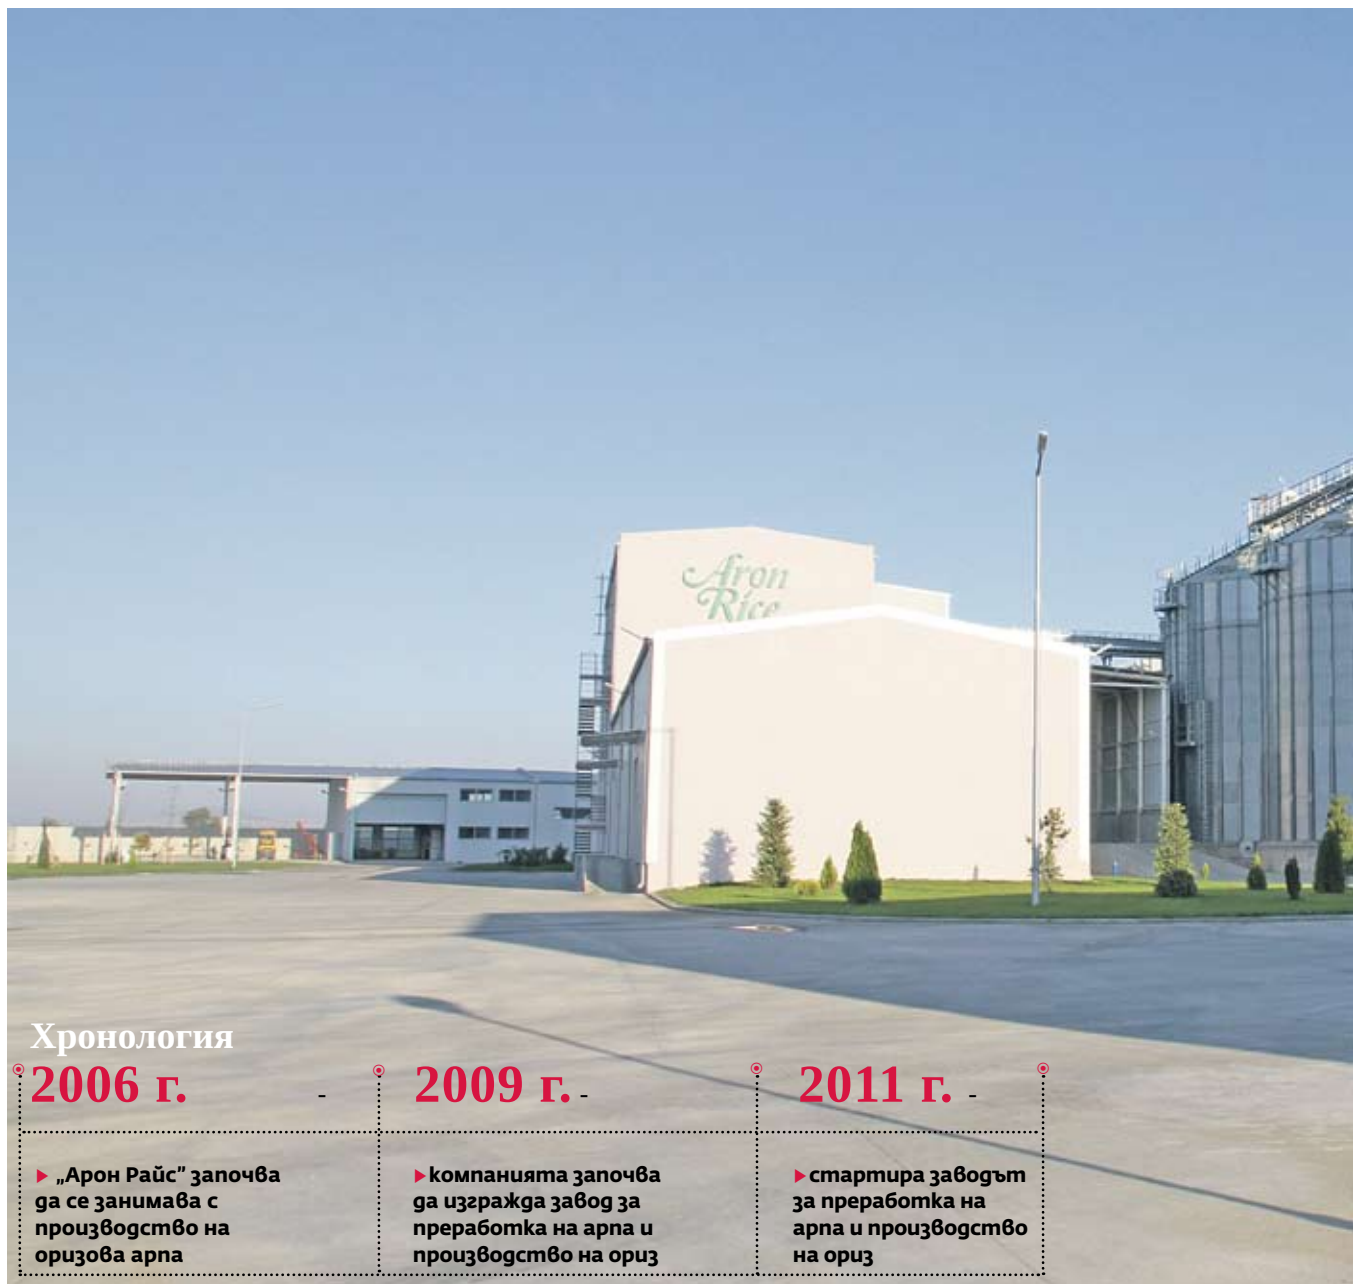 Aron
Rice
Хронология
2006 г. -
„Арон Райс” започва
да се занимава с
производство на
оризова арпа
2009 г. -
компанията започва
да изгражда завод за
преработка на арпа и
производство на ориз
2011 г. -
стартира заводът
за преработка на
арпа и производство
на ориз